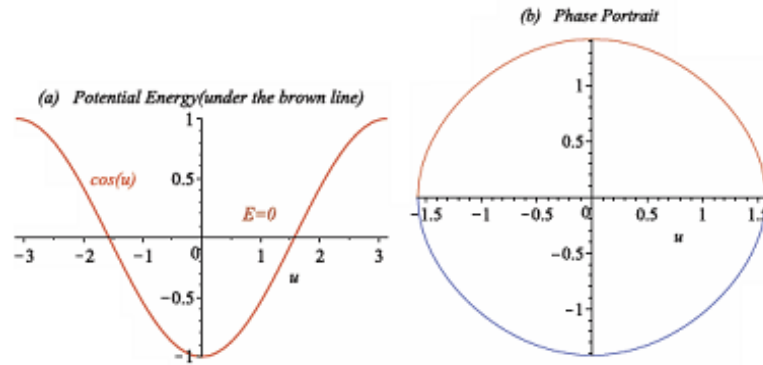 (b) Phase Portrait
(a) Potential Energy(under the brown line)
1
cos(u)
0.5
E=0
−3 −2 −1 0 1 2 3
u
−0.5
−1
1
0.5
−1.5 −1 −0.5 0 0.5 1 1.5
u
−0.5
−1